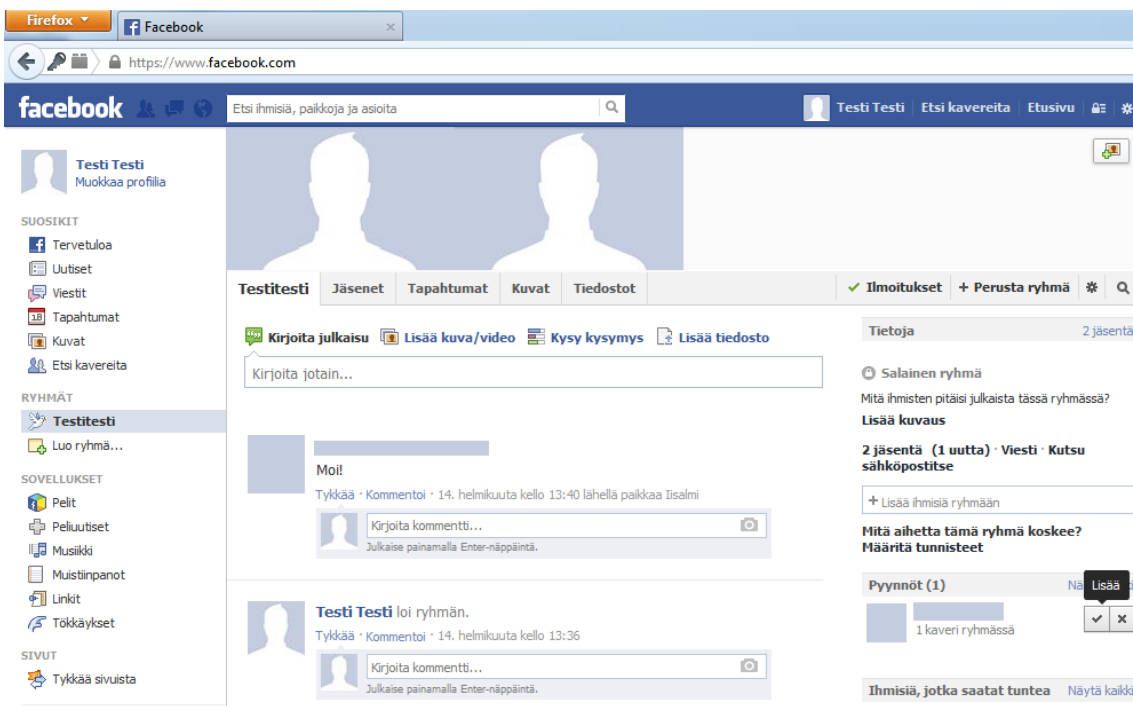 Firefox
Facebook
https://www.facebook.com
facebook
Etsi ihmisiä, paikkoja ja asioita
Testi Testi Etsi kavereita Etusivu
Testi Testi
Muokkaa profiilia
SUOSIKIT
Tervetuloa
Uutiset
Viestit
18 Tapahtumat
Kuvat
Etsi kavereita
RYHMÄT
Testitesti
Luo ryhmä...
SOVELLUKSET
Pelit
Peliuutiset
Musiikki
Muistiinpanot
Linkit
Tökkäykset
SIVUT
Tykkää sivuista
Testitesti Jäsenet Tapahtumat Kuvat Tiedostot
Ilmoitukset + Perusta ryhmä
Kirjoita julkaisu Lisää kuva/video Kysy kysymys Lisää tiedosto
Kirjoita jotain...
Moi!
Tykkää · Kommentoi · 14. helmikuuta kello 13:40 lähellä paikkaa Iisalmi
Kirjoita kommentti...
Julkaise painamalla Enter-näppäintä.
Testi Testi loi ryhmän.
Tykkää · Kommentoi · 14. helmikuuta kello 13:36
Kirjoita kommentti...
Julkaise painamalla Enter-näppäintä.
Tietoja 2 jäsentä
Salainen ryhmä
Mitä ihmisten pitäisi julkaista tässä ryhmässä?
Lisää kuvaus
2 jäsentä (1 uutta) · Viesti · Kutsu
sähköpostitse
+ Lisää ihmisiä ryhmään
Mitä aihetta tämä ryhmä koskee?
Määritä tunnisteet
Pyynnöt (1)
Lisää
1 kaveri ryhmässä
Ihmisiä, jotka saatat tuntea Näytä kaikki